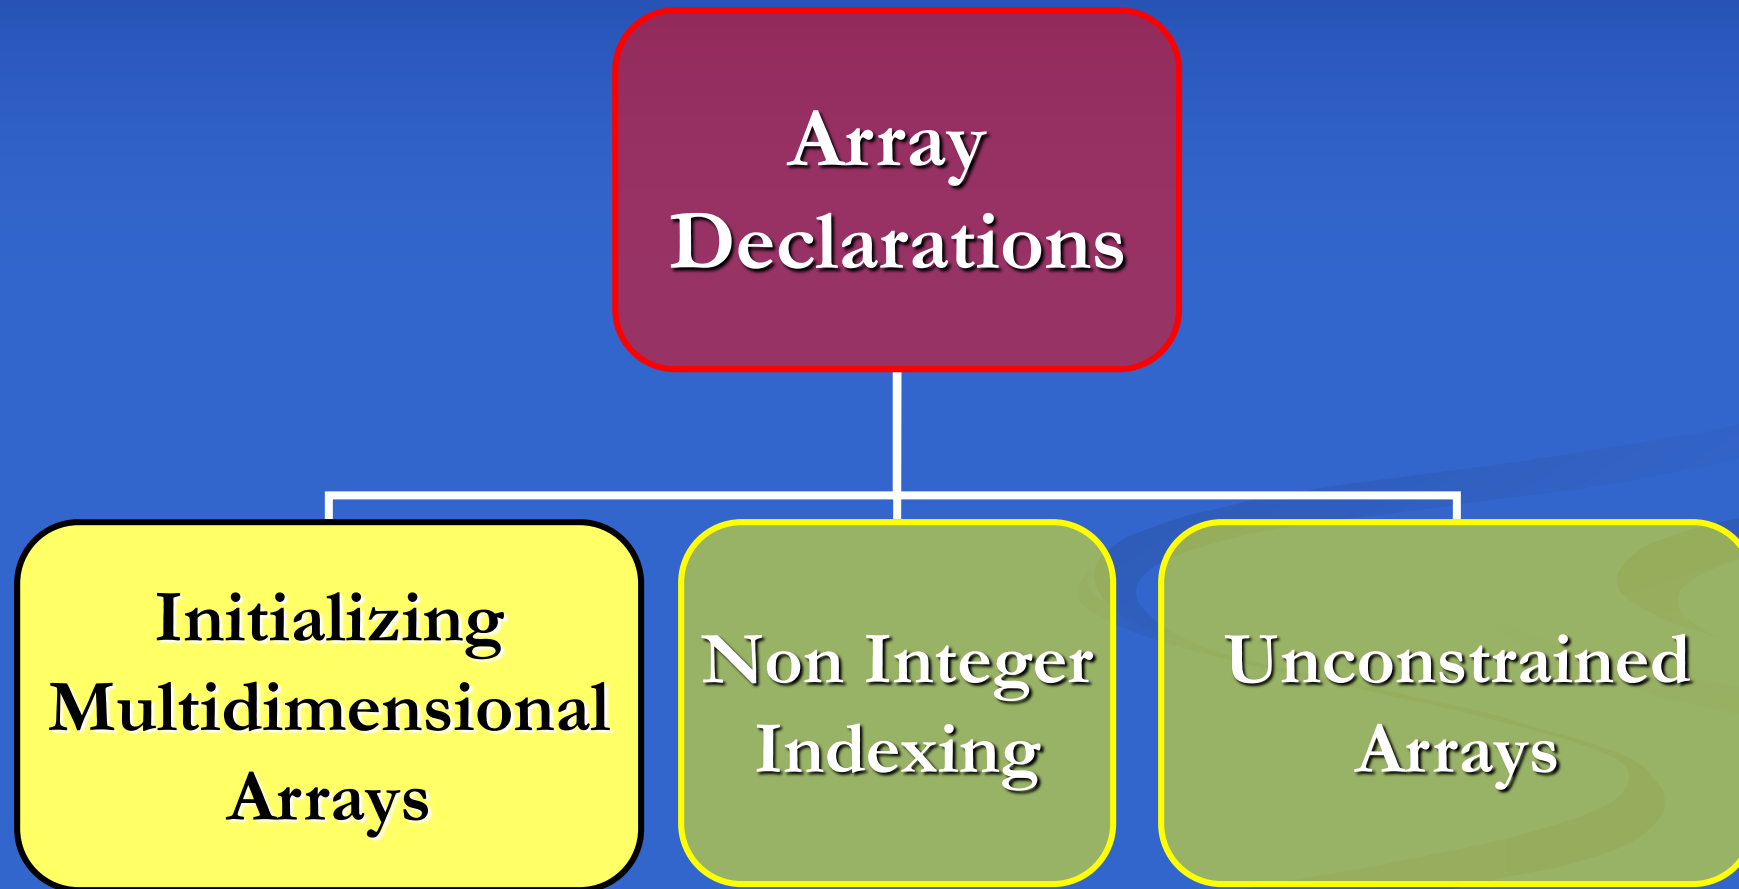 Array
Declarations
Initializing
Multidimensional
Arrays
Non Integer
Indexing
Unconstrained
Arrays